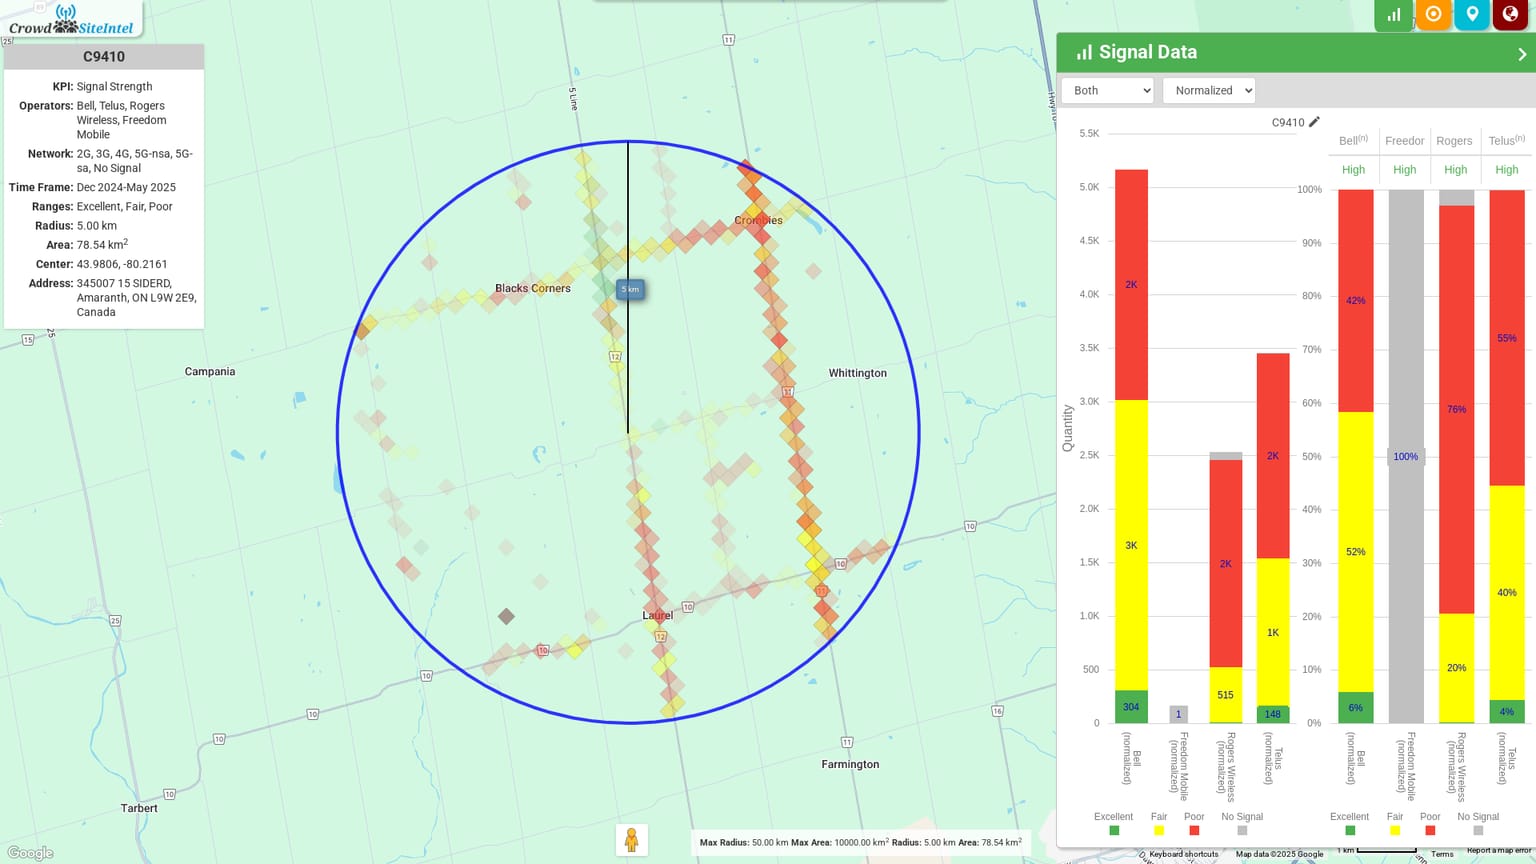 Crowd SiteIntel
C9410
KPI: Signal Strength
Operators: Bell, Telus, Rogers
Wireless, Freedom
Mobile
Network: 2G, 3G, 4G, 5G-nsa, 5G-
sa, No Signal
Time Frame: Dec 2024-May 2025
Ranges: Excellent, Fair, Poor
Radius: 5.00 km
Area: 78.54 km2
Center: 43.9806, -80.2161
Address: 345007 15 SIDERD,
Amaranth, ON L9W 2E9,
Canada
25
25
15
11
5 Line
Crombies
Blacks Corners
5 km
12
Campania
Whittington
11
10
10
11
25
Laurel
10
12
10
10
10
16
10
11
Farmington
10
Tarbert
Google
Max Radius: 50.00 km Max Area: 10000.00 km2 Radius: 5.00 km Area: 78.54 km2
Signal Data
Both
Normalized
C9410
5.5K
5.0K
4.5K
4.0K
3.5K
3.0K
2.5K
2.0K
1.5K
1.0K
500
0
Quantity
2K
3K
304
1
2K
515
2K
1K
148
Bell
(normalized)
Freedom Mobile
(normalized)
Rogers Wireless
(normalized)
Telus
(normalized)
Excellent
Fair
Poor
No Signal
Bell(n)
Freedor
Rogers
Telus(n)
High
High
High
High
100%
90%
80%
70%
60%
50%
40%
30%
20%
10%
0%
42%
52%
6%
100%
76%
20%
55%
40%
4%
Bell
(normalized)
Freedom Mobile
(normalized)
Rogers Wireless
(normalized)
Telus
(normalized)
Excellent
Fair
Poor
No Signal
Keyboard shortcuts
Map data ©2025 Google
1 km
Terms
Report a map error